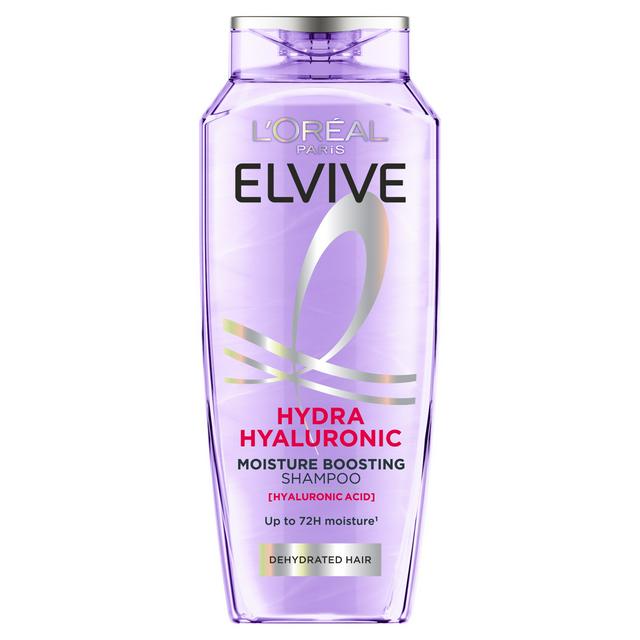 L'ORÉAL
PARiS
ELVIVE
HYDRA
HYALURONIC
MOISTURE BOOSTING
SHAMPOO
[HYALURONIC ACID]
Up to 72H moisture¹
DEHYDRATED HAIR